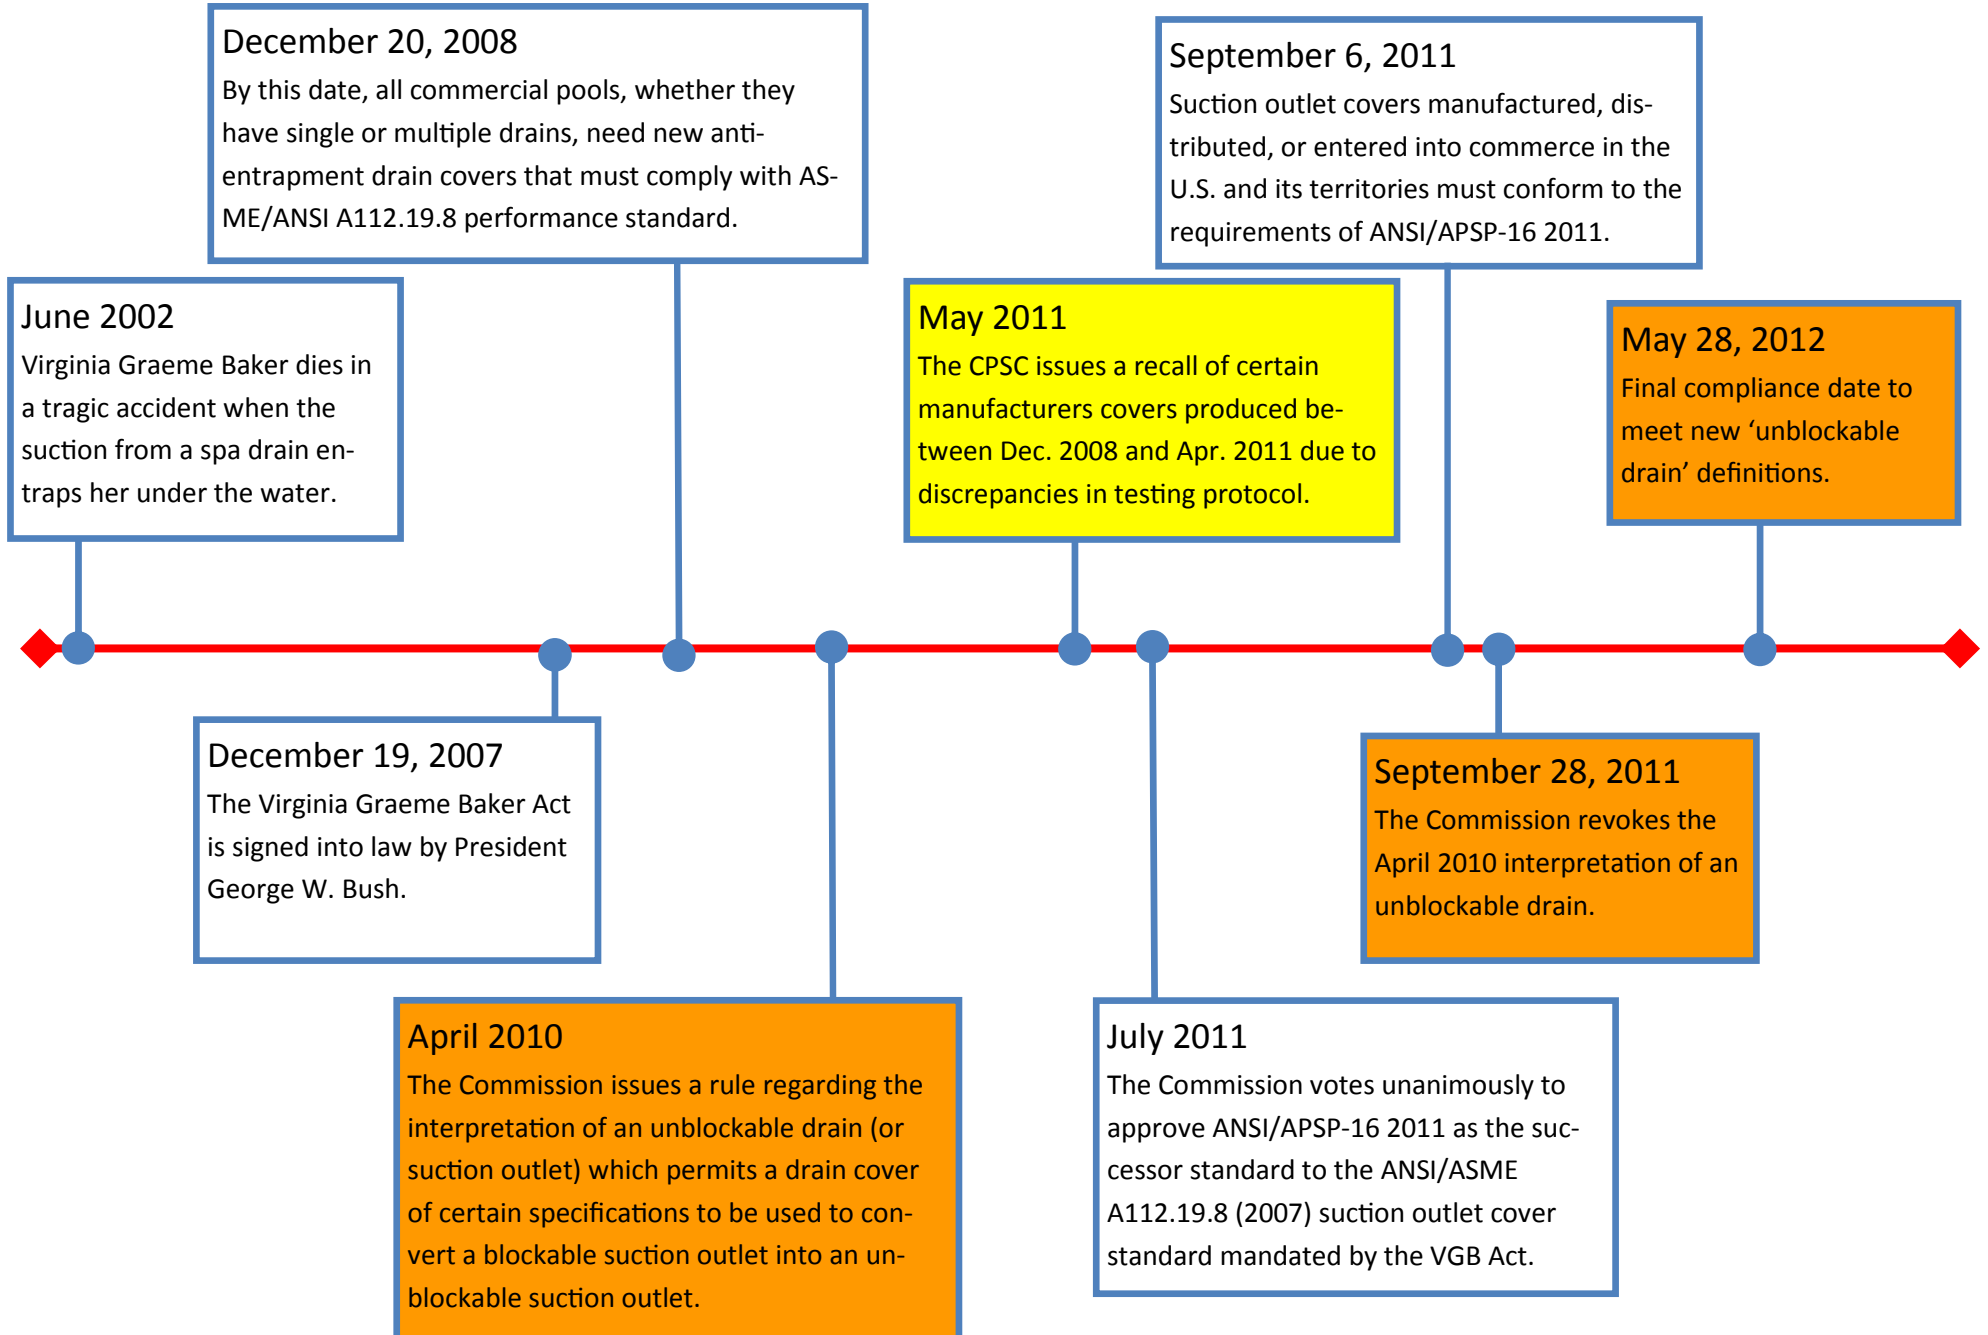 December 20, 2008
By this date, all commercial pools, whether they
have single or multiple drains, need new anti-
entrapment drain covers that must comply with AS-
ME/ANSI A112.19.8 performance standard.
September 6, 2011
Suction outlet covers manufactured, dis-
tributed, or entered into commerce in the
U.S. and its territories must conform to the
requirements of ANSI/APSP-16 2011.
June 2002
Virginia Graeme Baker dies in
a tragic accident when the
suction from a spa drain en-
traps her under the water.
May 2011
The CPSC issues a recall of certain
manufacturers covers produced be-
tween Dec. 2008 and Apr. 2011 due to
discrepancies in testing protocol.
May 28, 2012
Final compliance date to
meet new ‘unblockable
drain’ definitions.
December 19, 2007
The Virginia Graeme Baker Act
is signed into law by President
George W. Bush.
September 28, 2011
The Commission revokes the
April 2010 interpretation of an
unblockable drain.
April 2010
The Commission issues a rule regarding the
interpretation of an unblockable drain (or
suction outlet) which permits a drain cover
of certain specifications to be used to con-
vert a blockable suction outlet into an un-
blockable suction outlet.
July 2011
The Commission votes unanimously to
approve ANSI/APSP-16 2011 as the suc-
cessor standard to the ANSI/ASME
A112.19.8 (2007) suction outlet cover
standard mandated by the VGB Act.